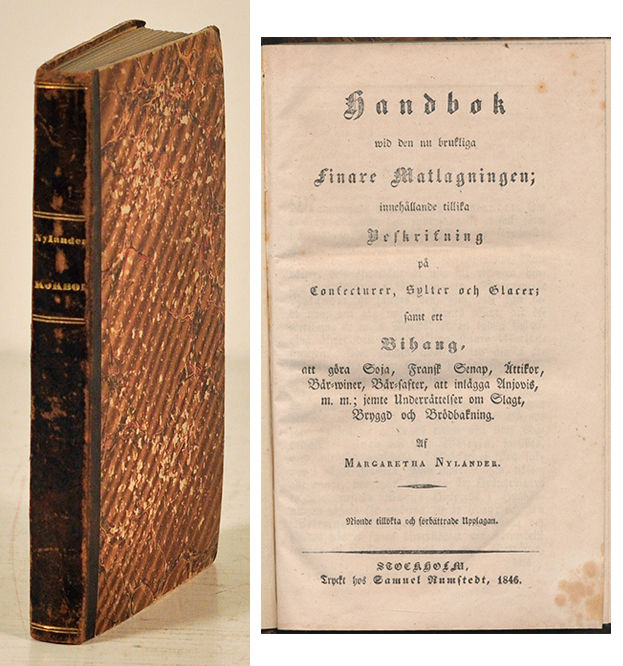 Nylander
KOKBOK
Handbok
wid den nu brukliga
Finare Matlagningen;
innehållande tillika
Beskrifning
på
Confecturer, Sylter och Glacer;
samt ett
Bihang,
att göra Soja, Fransk Senap, Ättikor,
Bär-winer, Bär-safter, att inlägga Anjovis,
m. m.; jemte Underrättelser om Slagt,
Bryggd och Brödbakning.
Af
MARGARETHA NYLANDER.
Nionde tillökta och förbättrade Upplagan.
STOCKHOLM,
Tryckt hos Samuel Rumstedt, 1846.